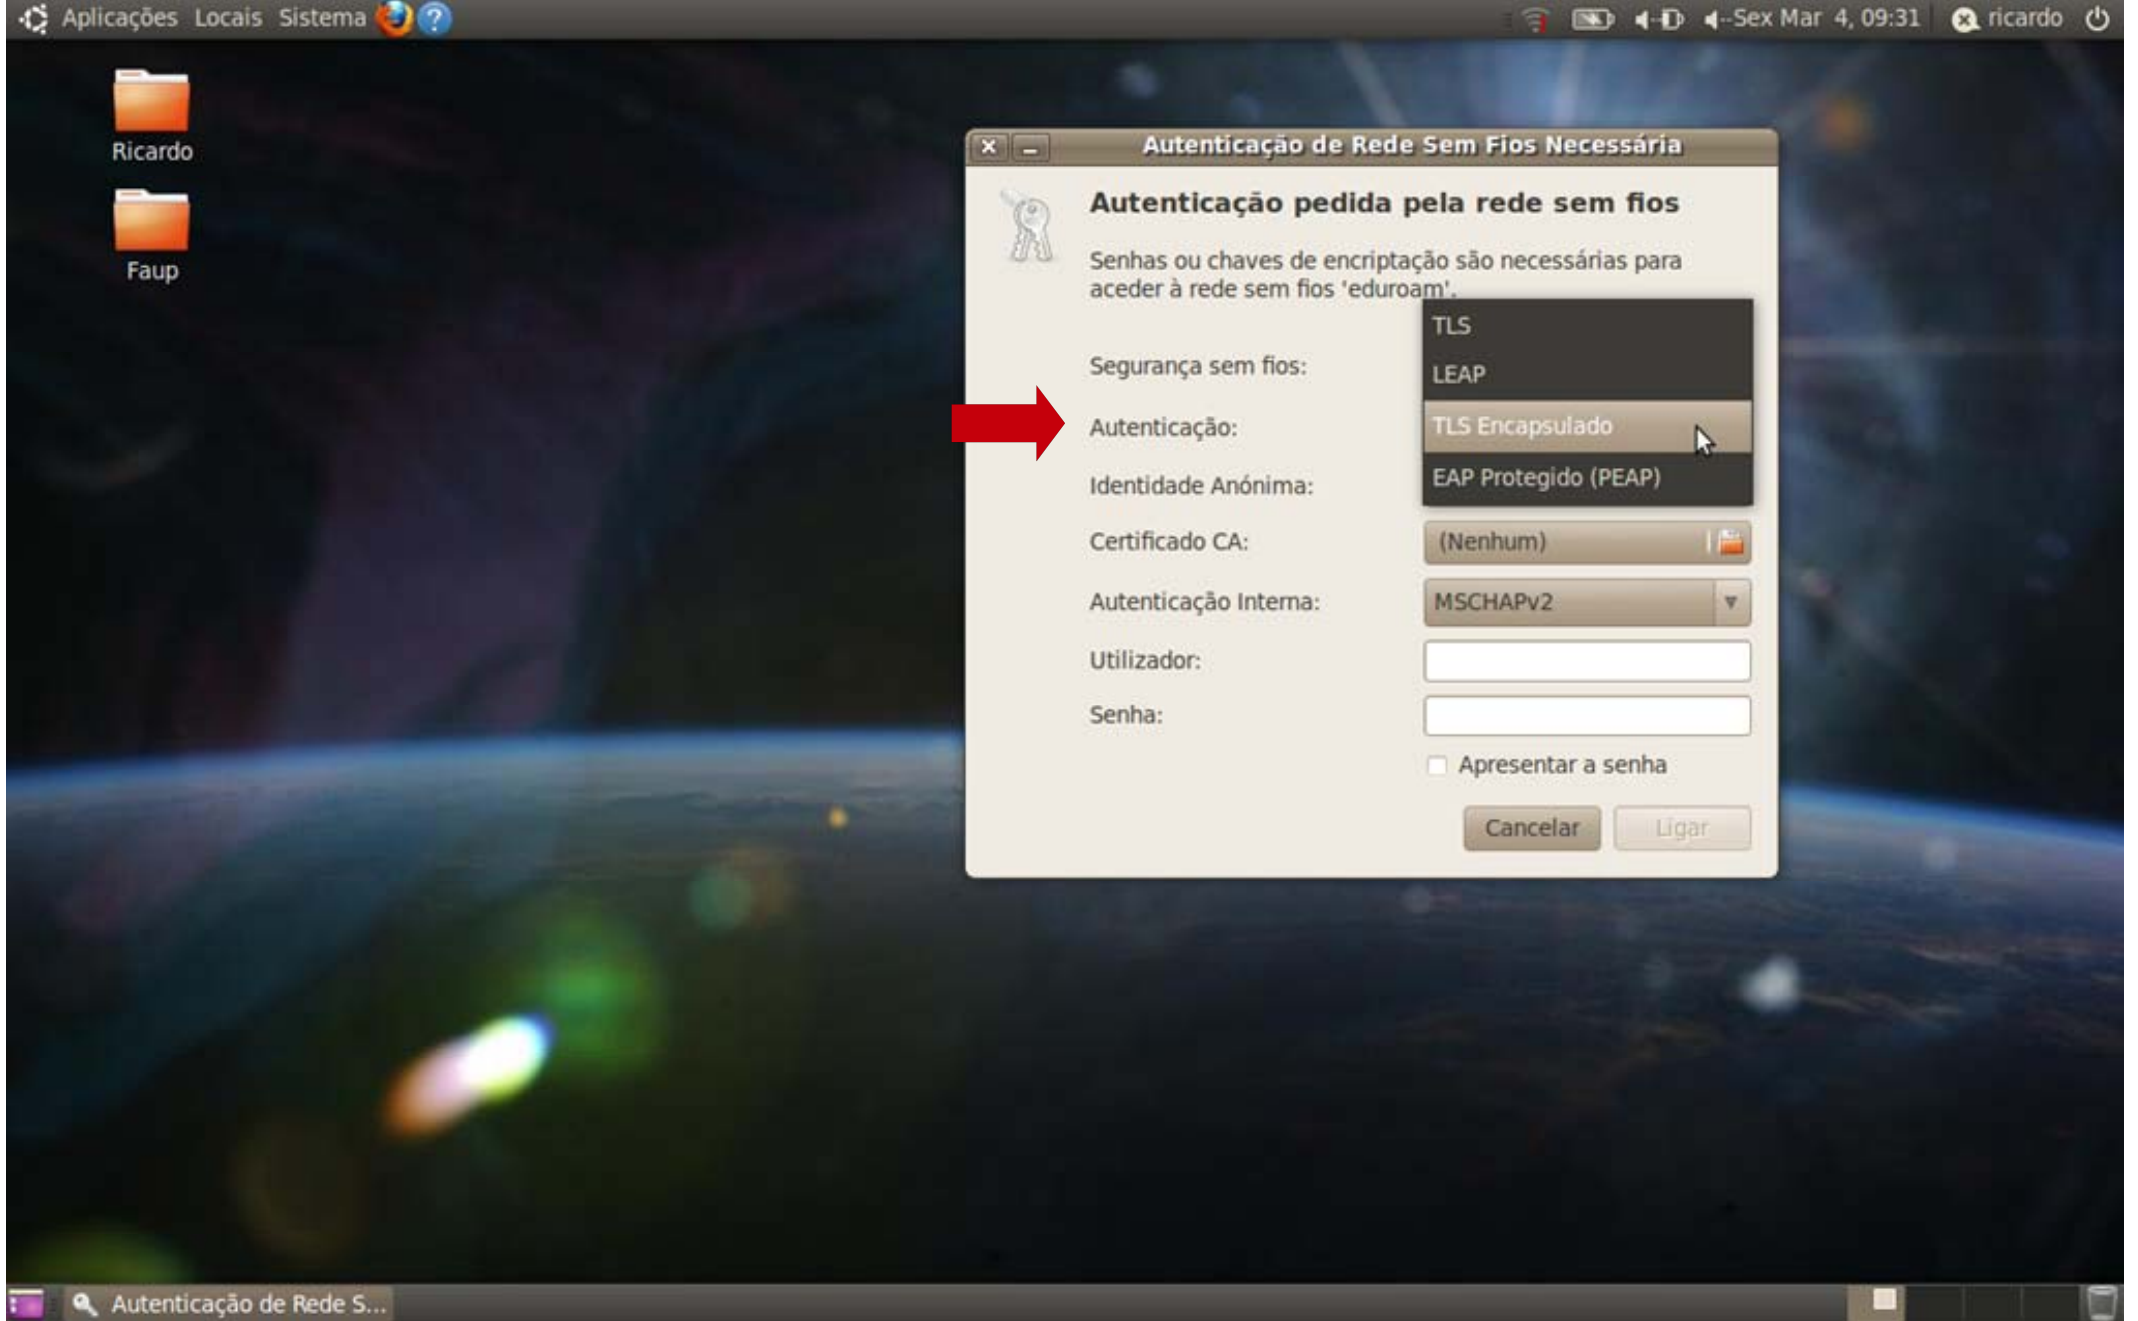 Aplicações Locais Sistema
Sex Mar 4, 09:31 ricardo
Ricardo
Faup
Autenticação de Rede Sem Fios Necessária
Autenticação pedida pela rede sem fios
Senhas ou chaves de encriptação são necessárias para
aceder à rede sem fios 'eduroam'.
TLS
Segurança sem fios:
LEAP
Autenticação:
TLS Encapsulado
Identidade Anónima:
EAP Protegido (PEAP)
Certificado CA:
(Nenhum)
Autenticação Interna:
MSCHAPv2
Utilizador:
Senha:
Apresentar a senha
Cancelar
Ligar
Autenticação de Rede S...